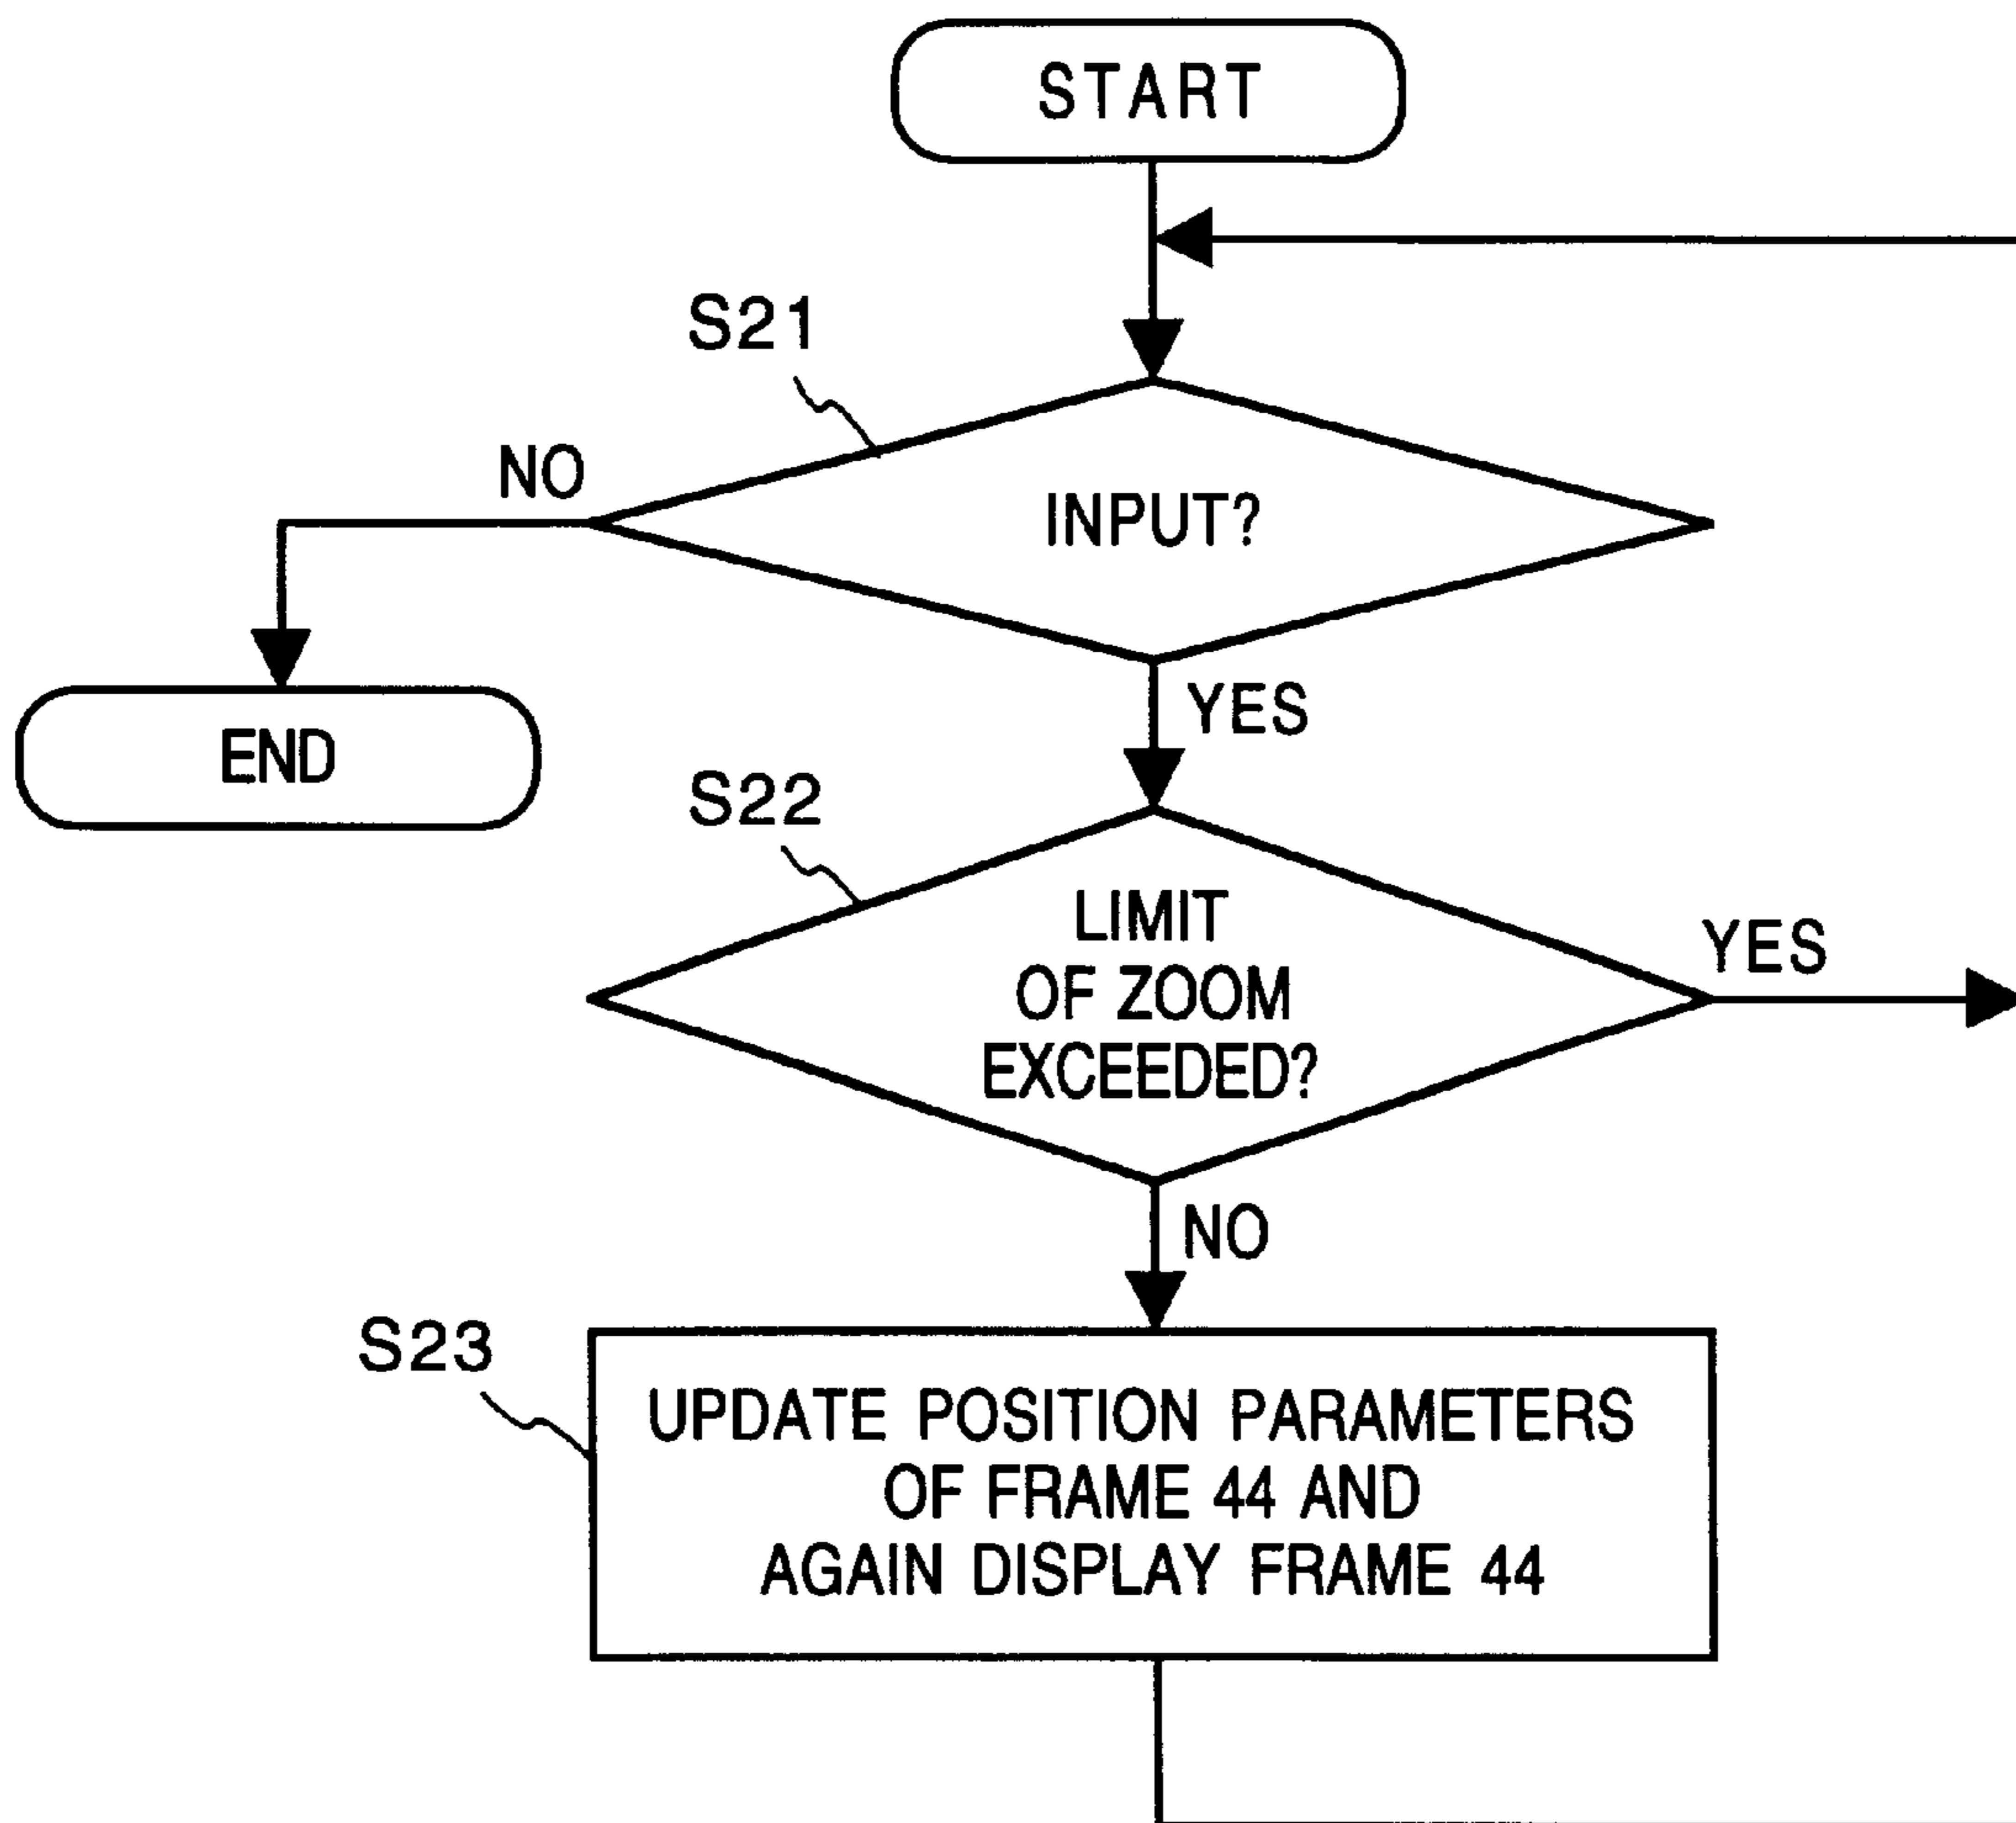 START
S21
NO
INPUT?
YES
END
S22
LIMIT
OF ZOOM
EXCEEDED?
YES
NO
S23
UPDATE POSITION PARAMETERS
OF FRAME 44 AND
AGAIN DISPLAY FRAME 44